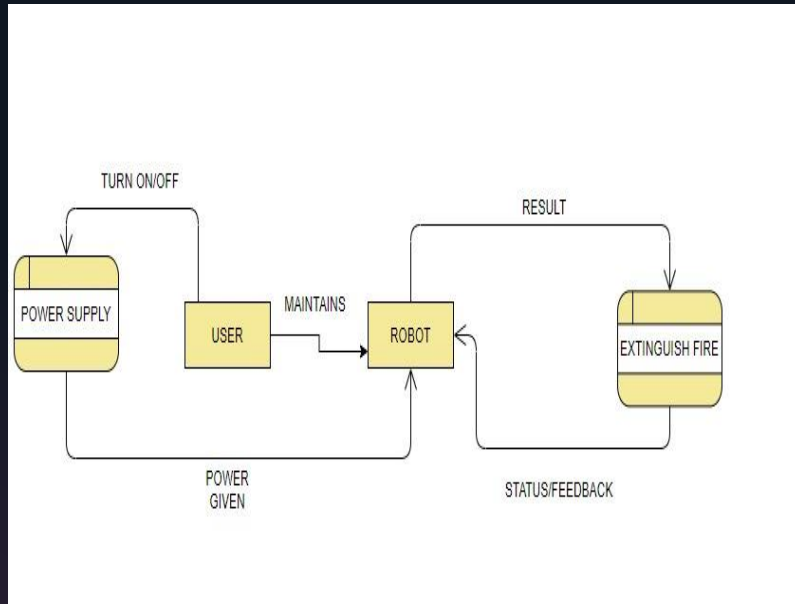 TURN ON/OFF
RESULT
POWER SUPPLY
USER
MAINTAINS
ROBOT
EXTINGUISH FIRE
POWER
GIVEN
STATUS/FEEDBACK